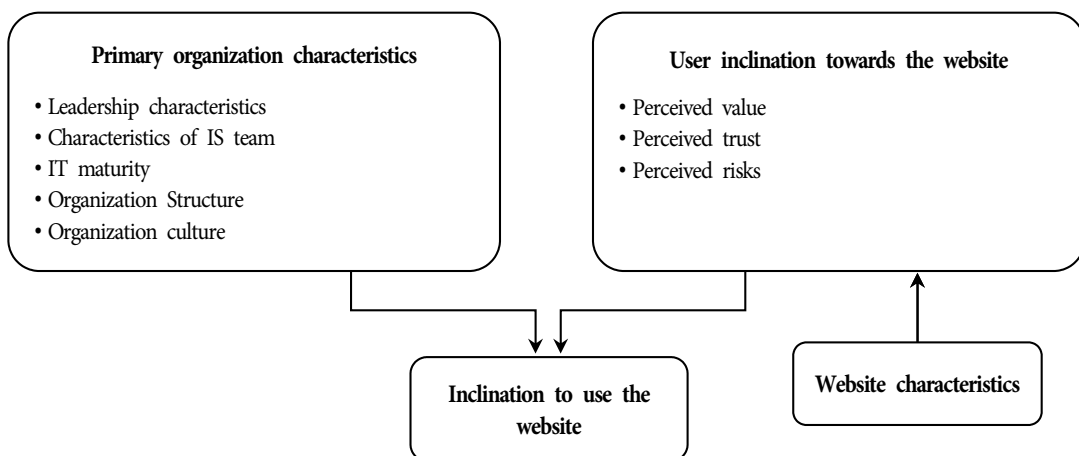 Primary organization characteristics
• Leadership characteristics
• Characteristics of IS team
• IT maturity
• Organization Structure
• Organization culture
User inclination towards the website
• Perceived value
• Perceived trust
• Perceived risks
Inclination to use the
website
Website characteristics